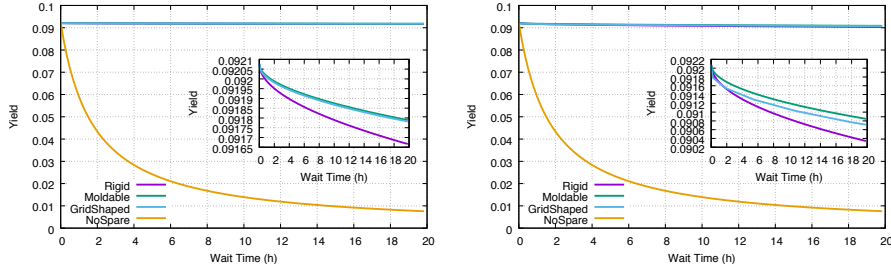 0.1
0.09
0.08
0.07
0.06
0.05
0.04
0.03
0.02
0.01
0
Yield
0 2 4 6 8 10 12 14 16 18 20
Wait Time (h)
Rigid
Moldable
GridShaped
NoSpare
0.0921
0.09205
0.092
0.09195
0.0919
0.09185
0.0918
0.09175
0.0917
0.09165
Yield
0 2 4 6 8 10 12 14 16 18 20
Wait Time (h)
0.1
0.09
0.08
0.07
0.06
0.05
0.04
0.03
0.02
0.01
0
Yield
0 2 4 6 8 10 12 14 16 18 20
Wait Time (h)
Rigid
Moldable
GridShaped
NoSpare
0.0922
0.092
0.0918
0.0916
0.0914
0.0912
0.091
0.0908
0.0906
0.0904
0.0902
Yield
0 2 4 6 8 10 12 14 16 18 20
Wait Time (h)